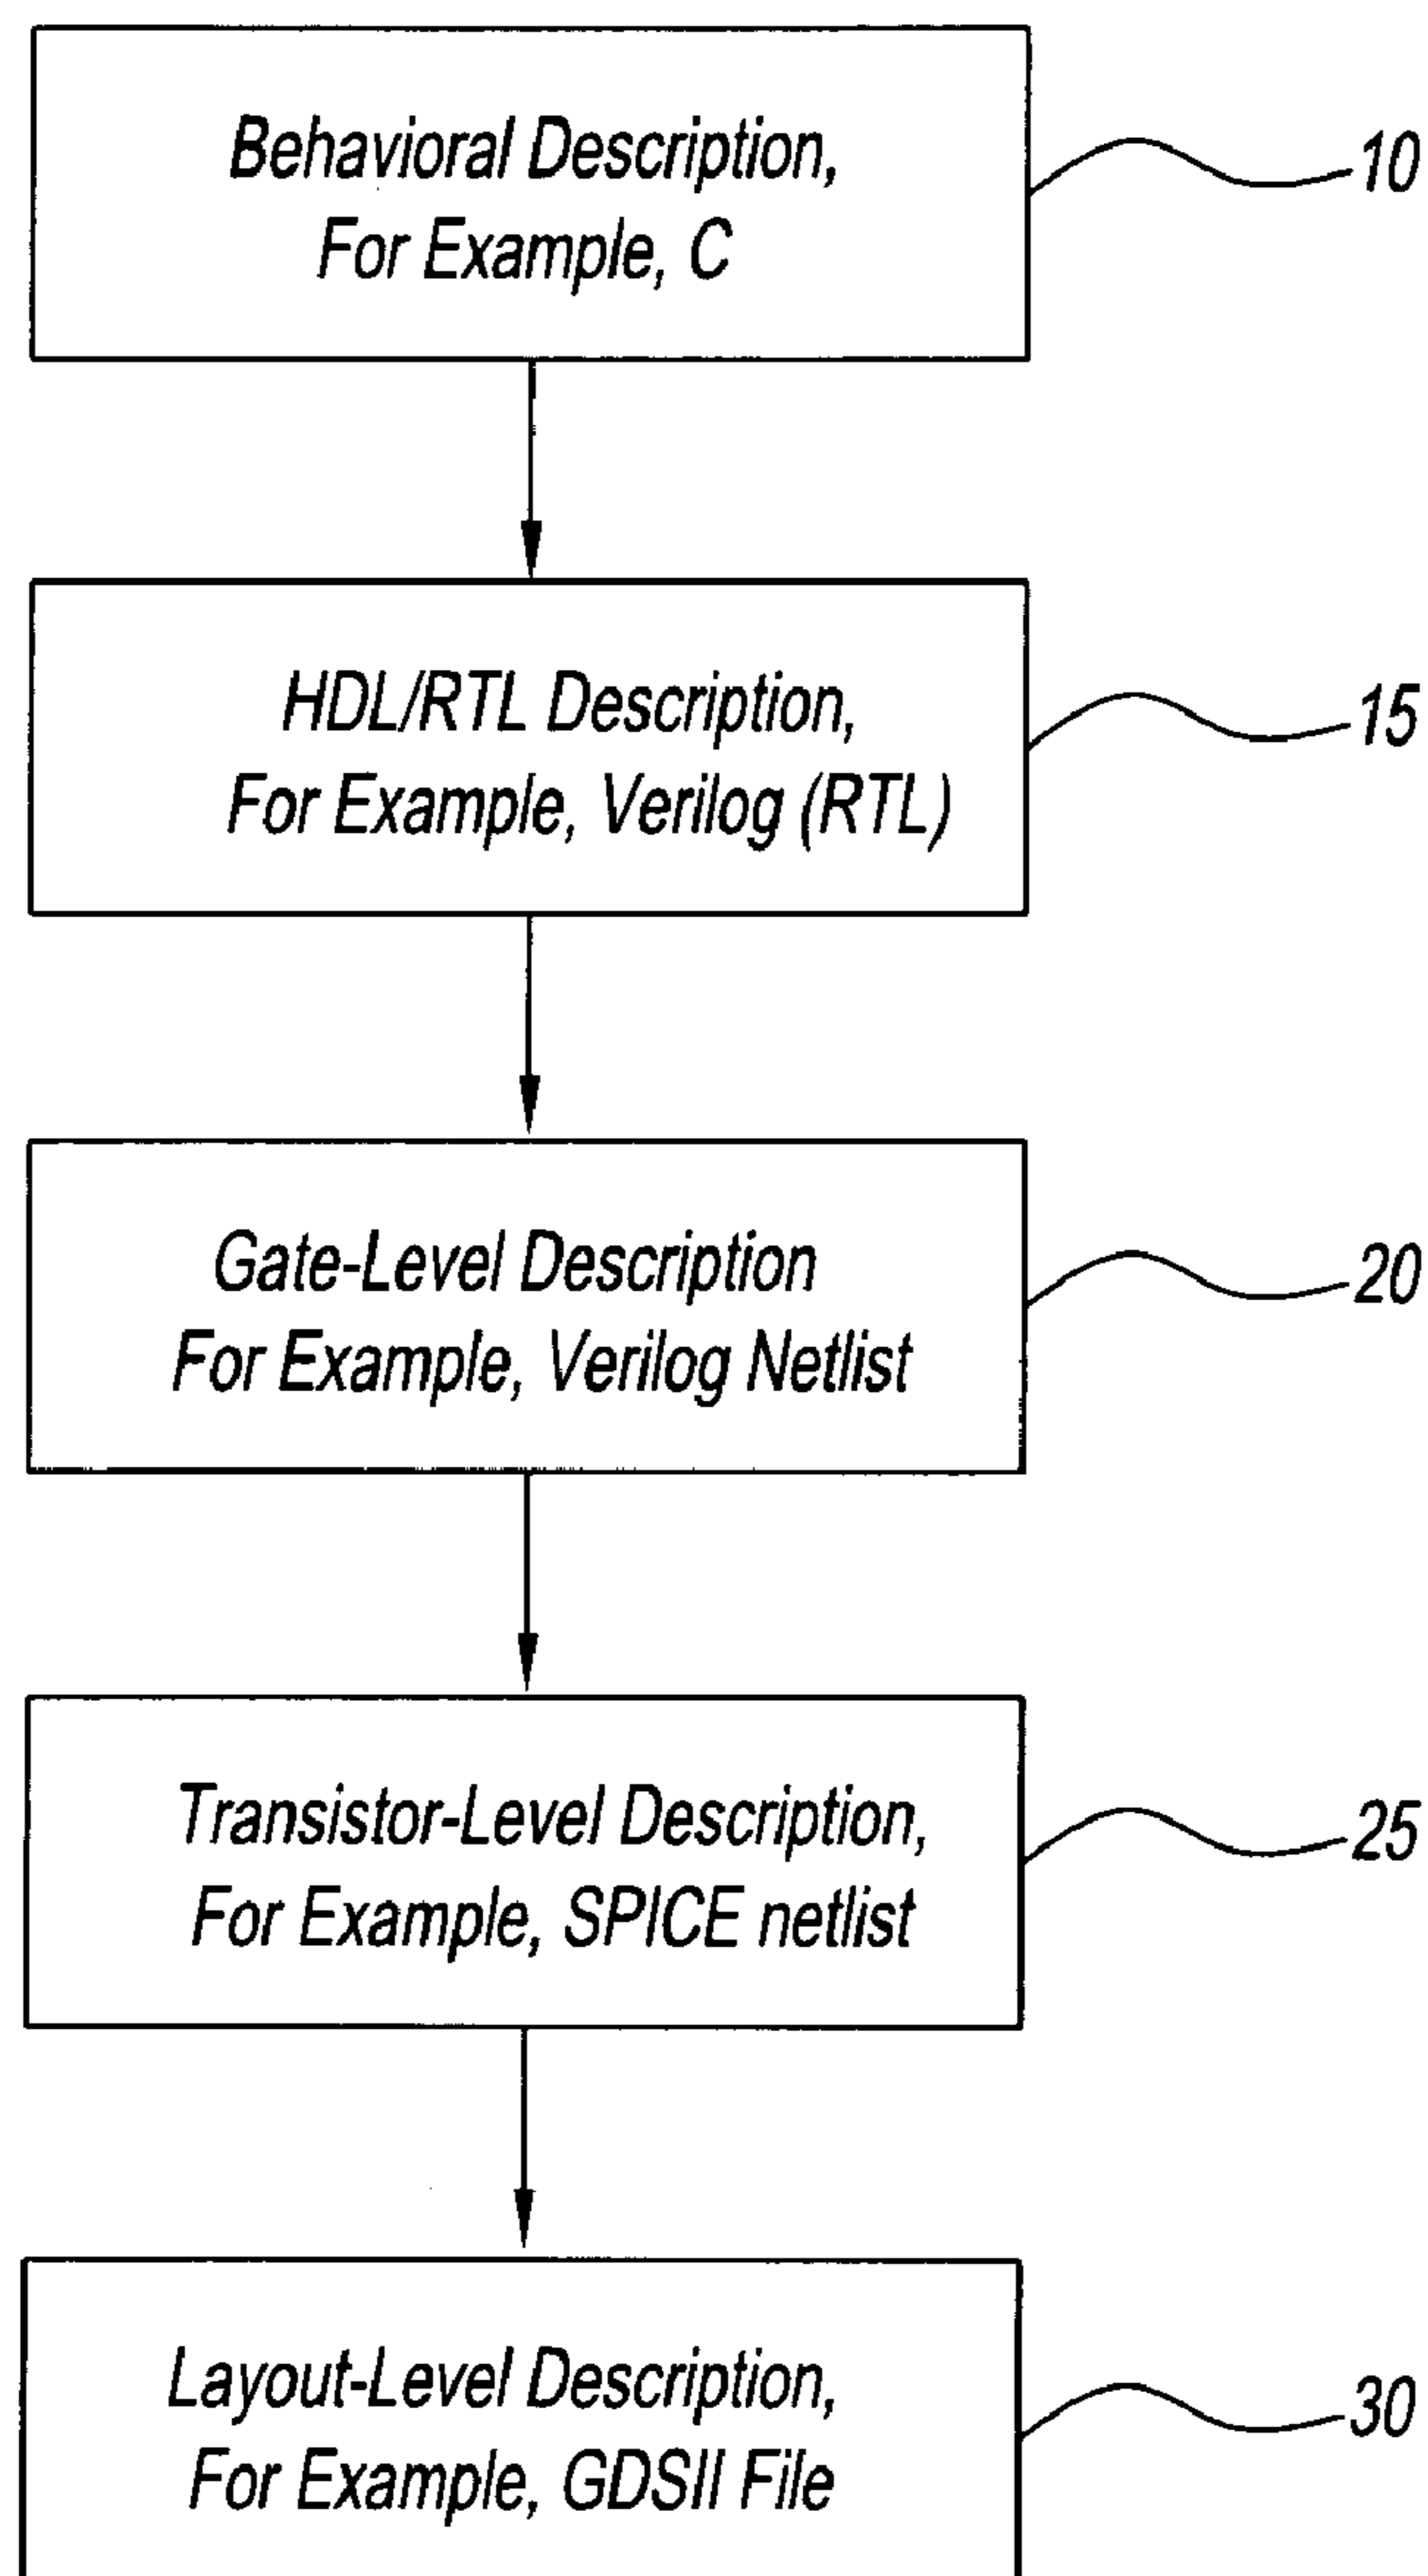 Behavioral Description,
For Example, C
10
HDL/RTL Description,
For Example, Verilog (RTL)
15
Gate-Level Description
For Example, Verilog Netlist
20
Transistor-Level Description,
For Example, SPICE netlist
25
Layout-Level Description,
For Example, GDSII File
30